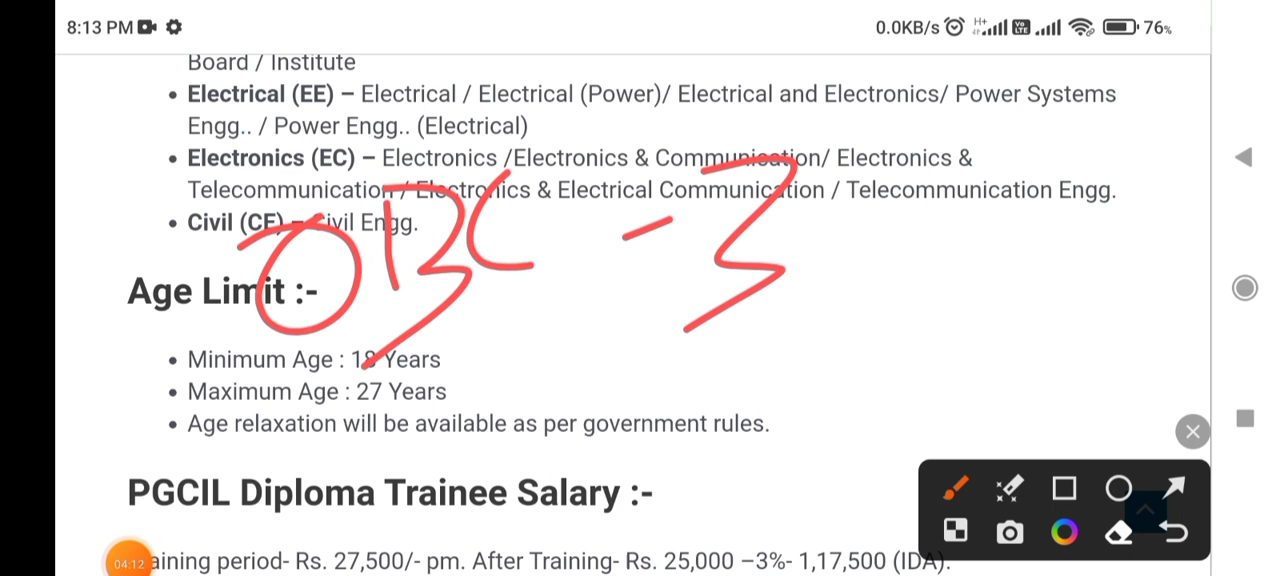 8:13 PM 0.0KB/s H+ 4P Vo LTE 76%
Board / Institute
• Electrical (EE) – Electrical / Electrical (Power)/ Electrical and Electronics/ Power Systems
Engg.. / Power Engg.. (Electrical)
• Electronics (EC) – Electronics /Electronics & Communication/ Electronics &
Telecommunication / Electronics & Electrical Communication / Telecommunication Engg.
• Civil (CE) – Civil Engg.
OBC - 3
Age Limit :-
• Minimum Age : 18 Years
• Maximum Age : 27 Years
• Age relaxation will be available as per government rules.
PGCIL Diploma Trainee Salary :-
04:12
aining period- Rs. 27,500/- pm. After Training- Rs. 25,000 –3%- 1,17,500 (IDA).